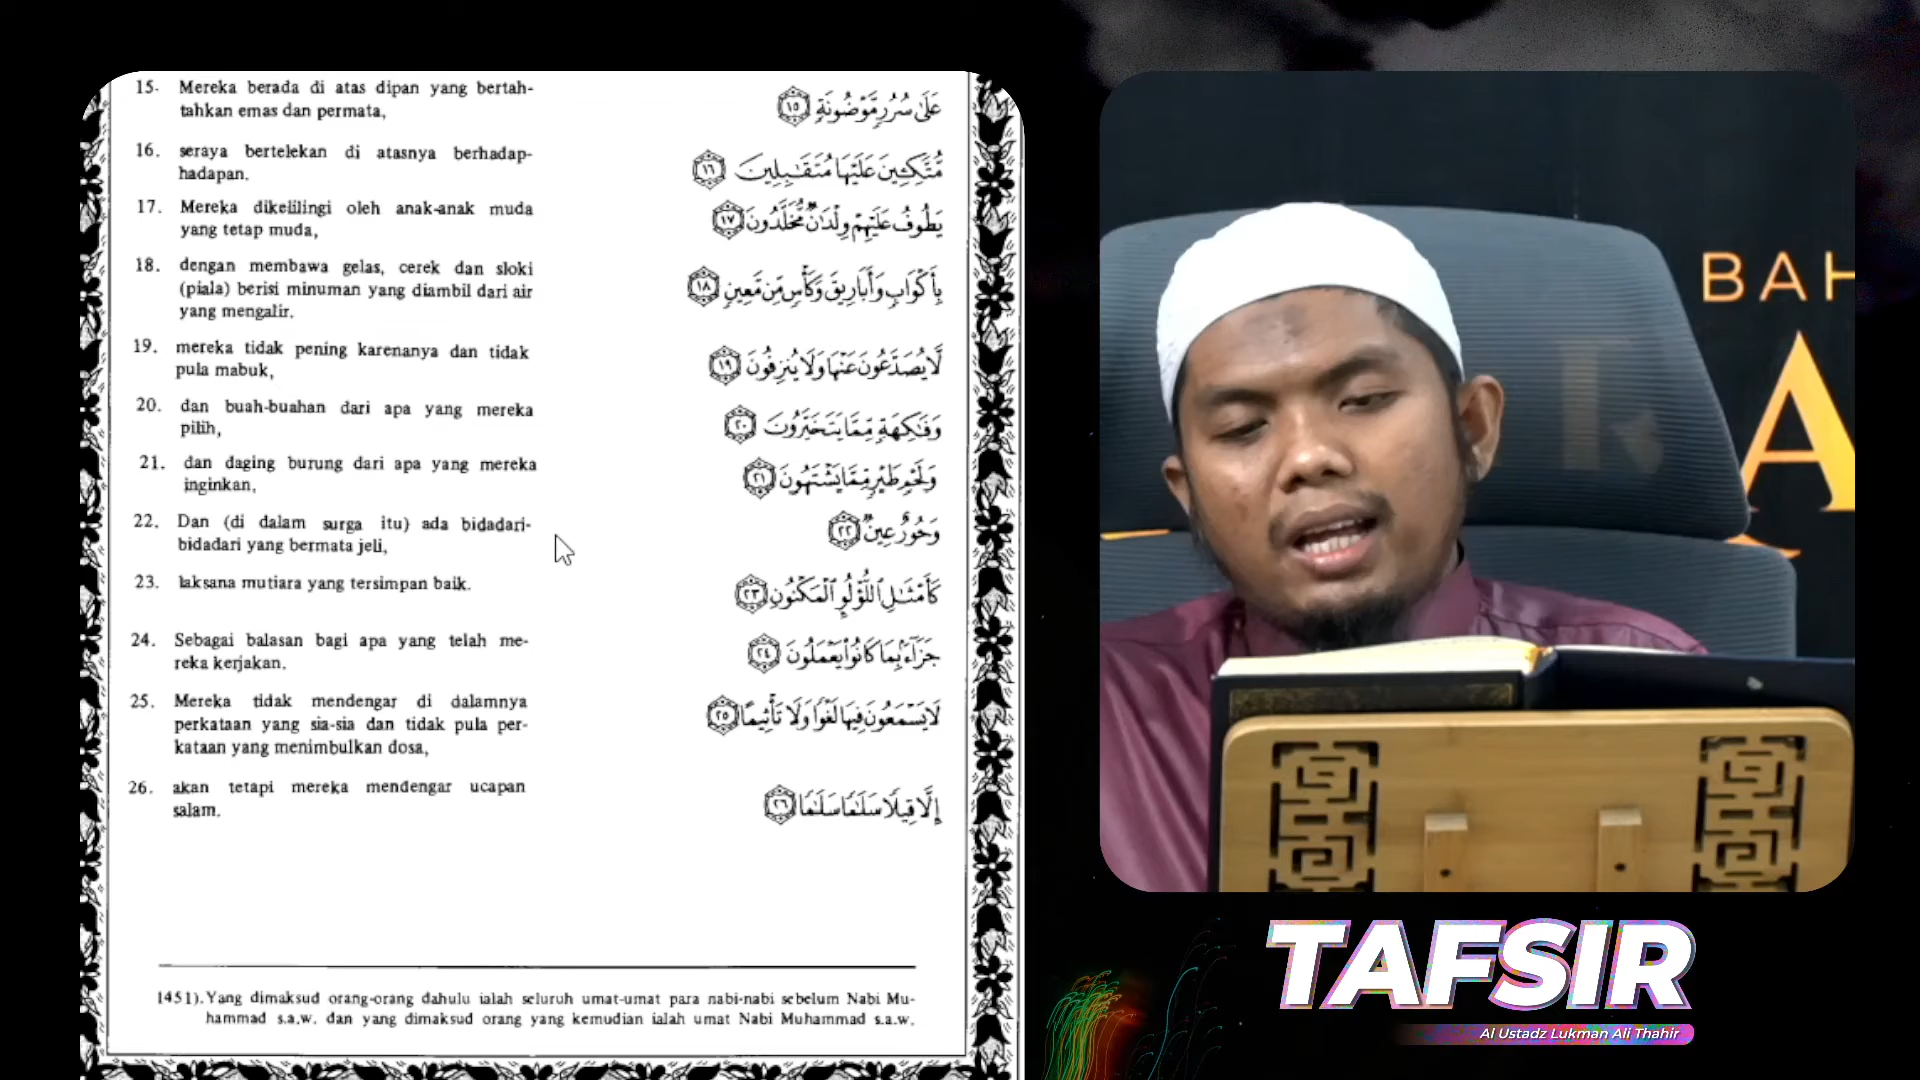 15. Mereka berada di atas dipan yang bertah-
tahkan emas dan permata,
عَلَىٰ سُرُرٍ مَّوْضُونَةٍ ١٥
16. seraya bertelekan di atasnya berhadap-
hadapan.
مُّتَّكِـِٔينَ عَلَيْهَا مُتَقَـٰبِلِينَ ١٦
17. Mereka dikelilingi oleh anak-anak muda
yang tetap muda,
يَطُوفُ عَلَيْهِمْ وِلْدَٰنٌ مُّخَلَّدُونَ ١٧
18. dengan membawa gelas, cerek dan sloki
(piala) berisi minuman yang diambil dari air
yang mengalir.
بِأَكْوَابٍ وَأَبَارِيقَ وَكَأْسٍ مِّن مَّعِينٍ ١٨
19. mereka tidak pening karenanya dan tidak
pula mabuk,
لَّا يُصَدَّعُونَ عَنْهَا وَلَا يُنزِفُونَ ١٩
20. dan buah-buahan dari apa yang mereka
pilih,
وَفَـٰكِهَةٍ مِّمَّا يَتَخَيَّرُونَ ٢٠
21. dan daging burung dari apa yang mereka
inginkan,
وَلَحْمِ طَيْرٍ مِّمَّا يَشْتَهُونَ ٢١
22. Dan (di dalam surga itu) ada bidadari-
bidadari yang bermata jeli,
وَحُورٌ عِينٌ ٢٢
23. laksana mutiara yang tersimpan baik.
كَأَمْثَـٰلِ ٱللُّؤْلُؤِ ٱلْمَكْنُونِ ٢٣
24. Sebagai balasan bagi apa yang telah me-
reka kerjakan.
جَزَآءًۢ بِمَا كَانُوا۟ يَعْمَلُونَ ٢٤
25. Mereka tidak mendengar di dalamnya
perkataan yang sia-sia dan tidak pula per-
kataan yang menimbulkan dosa,
لَا يَسْمَعُونَ فِيهَا لَغْوًا وَلَا تَأْثِيمًا ٢٥
26. akan tetapi mereka mendengar ucapan
salam.
إِلَّا قِيلًا سَلَـٰمًا سَلَـٰمًا ٢٦
1451). Yang dimaksud orang-orang dahulu ialah seluruh umat-umat para nabi-nabi sebelum Nabi Mu-
hammad s.a.w. dan yang dimaksud orang yang kemudian ialah umat Nabi Muhammad s.a.w.
BAH
A
TAFSIR
Al Ustadz Lukman Ali Thahir